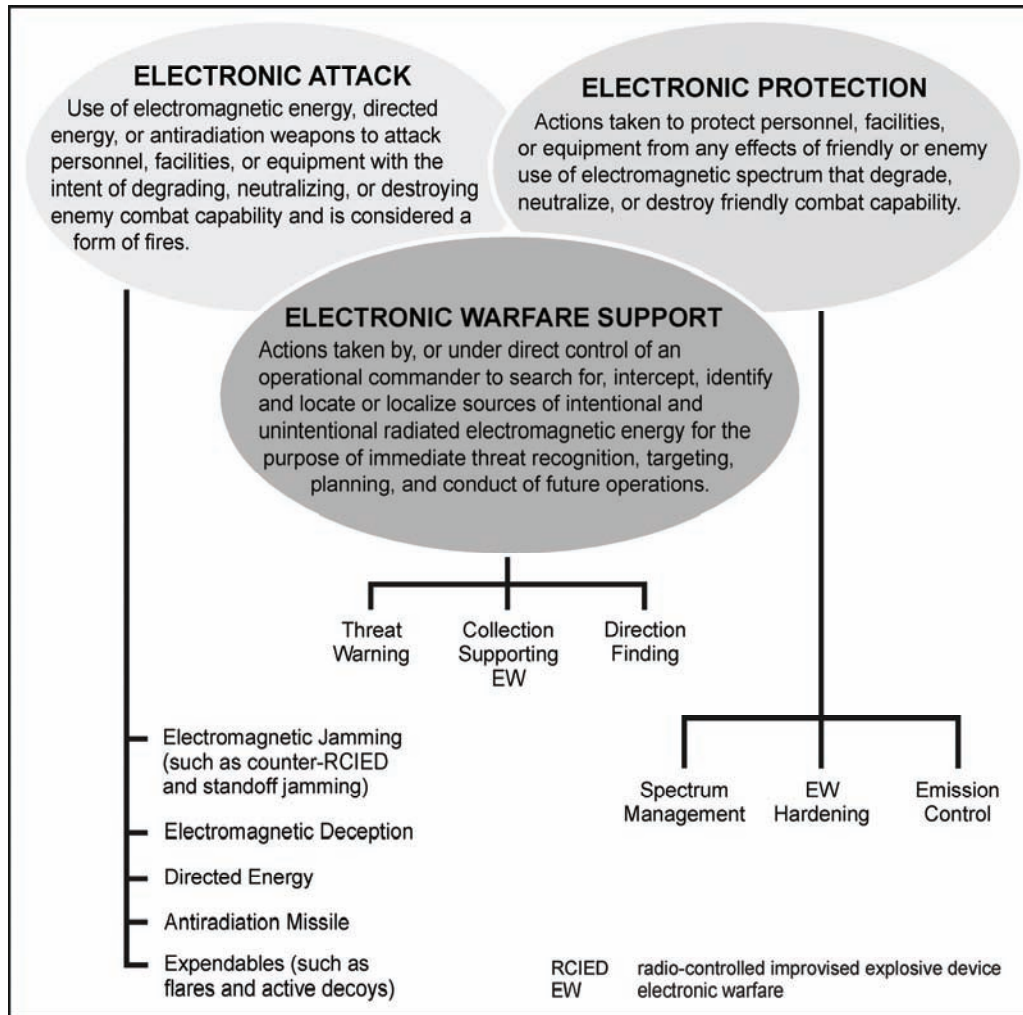 ELECTRONIC ATTACK
Use of electromagnetic energy, directed
energy, or antiradiation weapons to attack
personnel, facilities, or equipment with the
intent of degrading, neutralizing, or destroying
enemy combat capability and is considered a
form of fires.
ELECTRONIC PROTECTION
Actions taken to protect personnel, facilities,
or equipment from any effects of friendly or enemy
use of electromagnetic spectrum that degrade,
neutralize, or destroy friendly combat capability.
ELECTRONIC WARFARE SUPPORT
Actions taken by, or under direct control of an
operational commander to search for, intercept, identify
and locate or localize sources of intentional and
unintentional radiated electromagnetic energy for the
purpose of immediate threat recognition, targeting,
planning, and conduct of future operations.
Threat
Warning
Collection
Supporting
EW
Direction
Finding
Electromagnetic Jamming
(such as counter-RCIED
and standoff jamming)
Electromagnetic Deception
Directed Energy
Antiradiation Missile
Expendables (such as
flares and active decoys)
Spectrum
Management
EW
Hardening
Emission
Control
RCIED radio-controlled improvised explosive device
EW electronic warfare